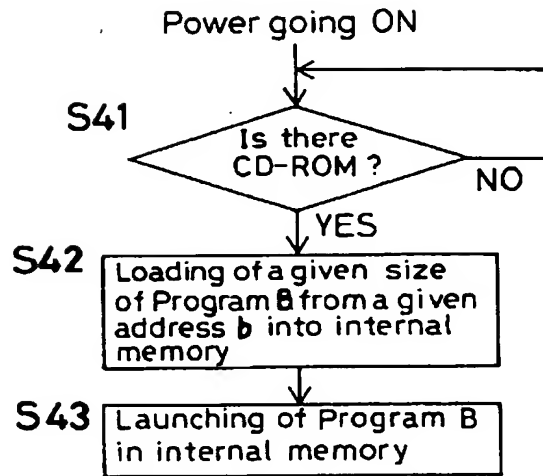 Power going ON
S41
Is there
CD-ROM ?
NO
YES
S42
Loading of a given size
of Program B from a given
address b into internal
memory
S43
Launching of Program B
in internal memory